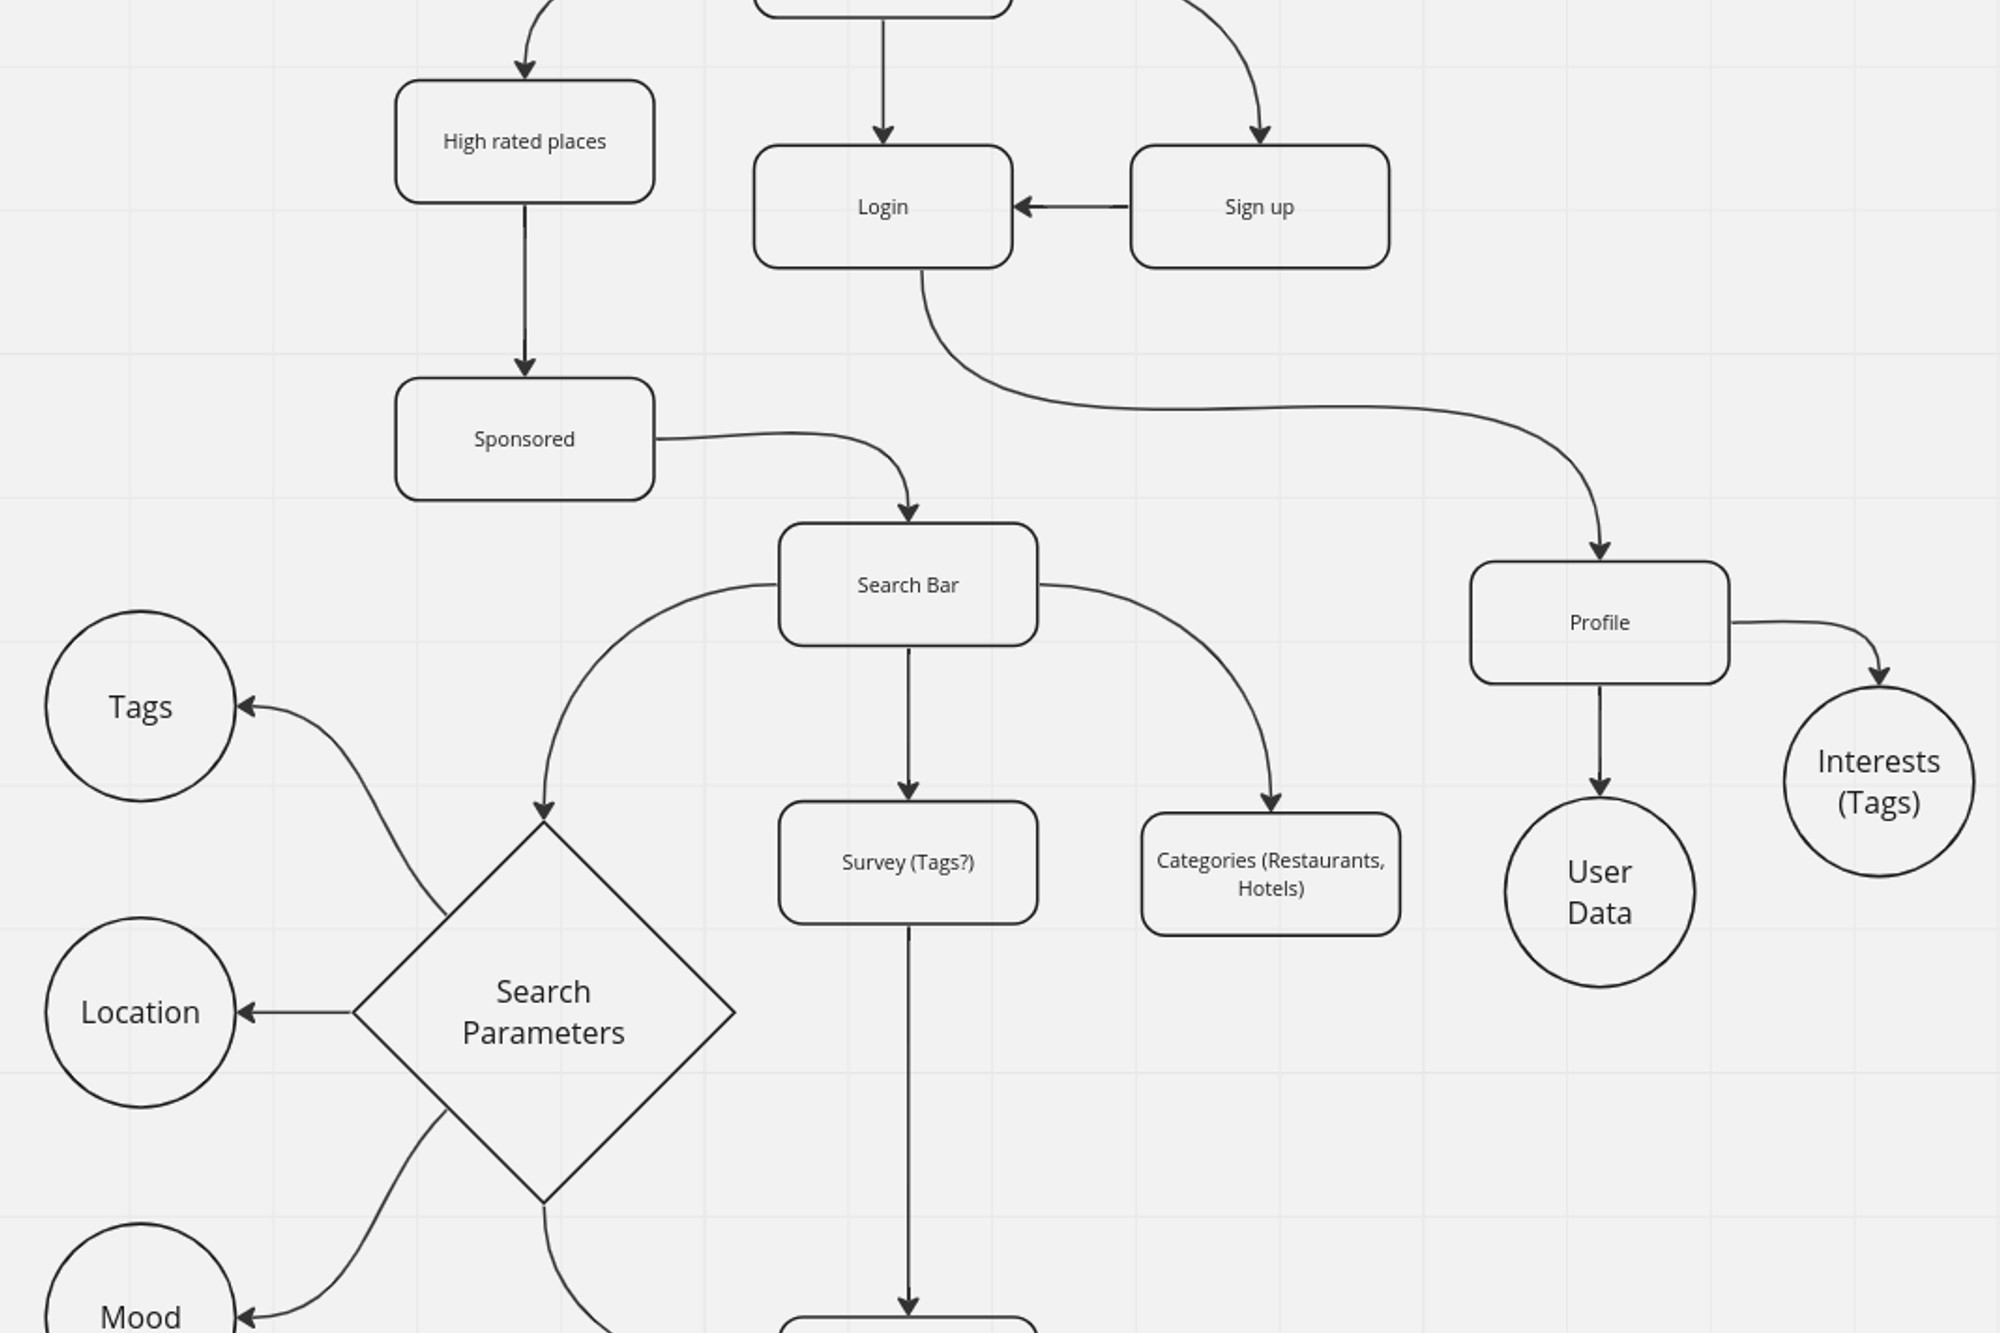 High rated places
Login
Sign up
Sponsored
Search Bar
Profile
Tags
Interests
(Tags)
Survey (Tags?)
Categories (Restaurants,
Hotels)
User
Data
Location
Search
Parameters
Mood